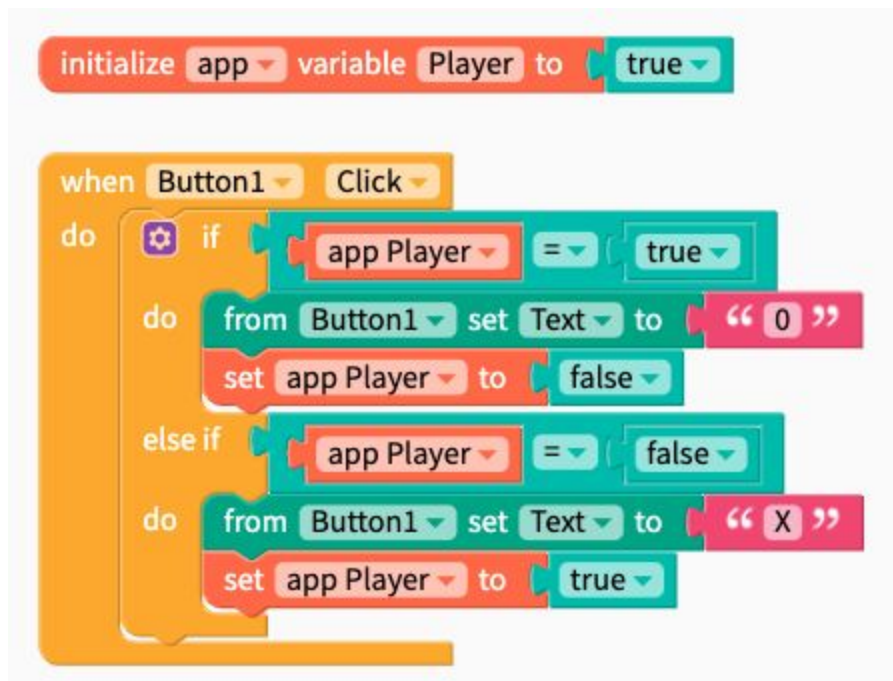 initialize app variable Player to true
when Button1 Click
do if app Player = true
do from Button1 set Text to “ 0 ”
set app Player to false
else if app Player = false
do from Button1 set Text to “ X ”
set app Player to true